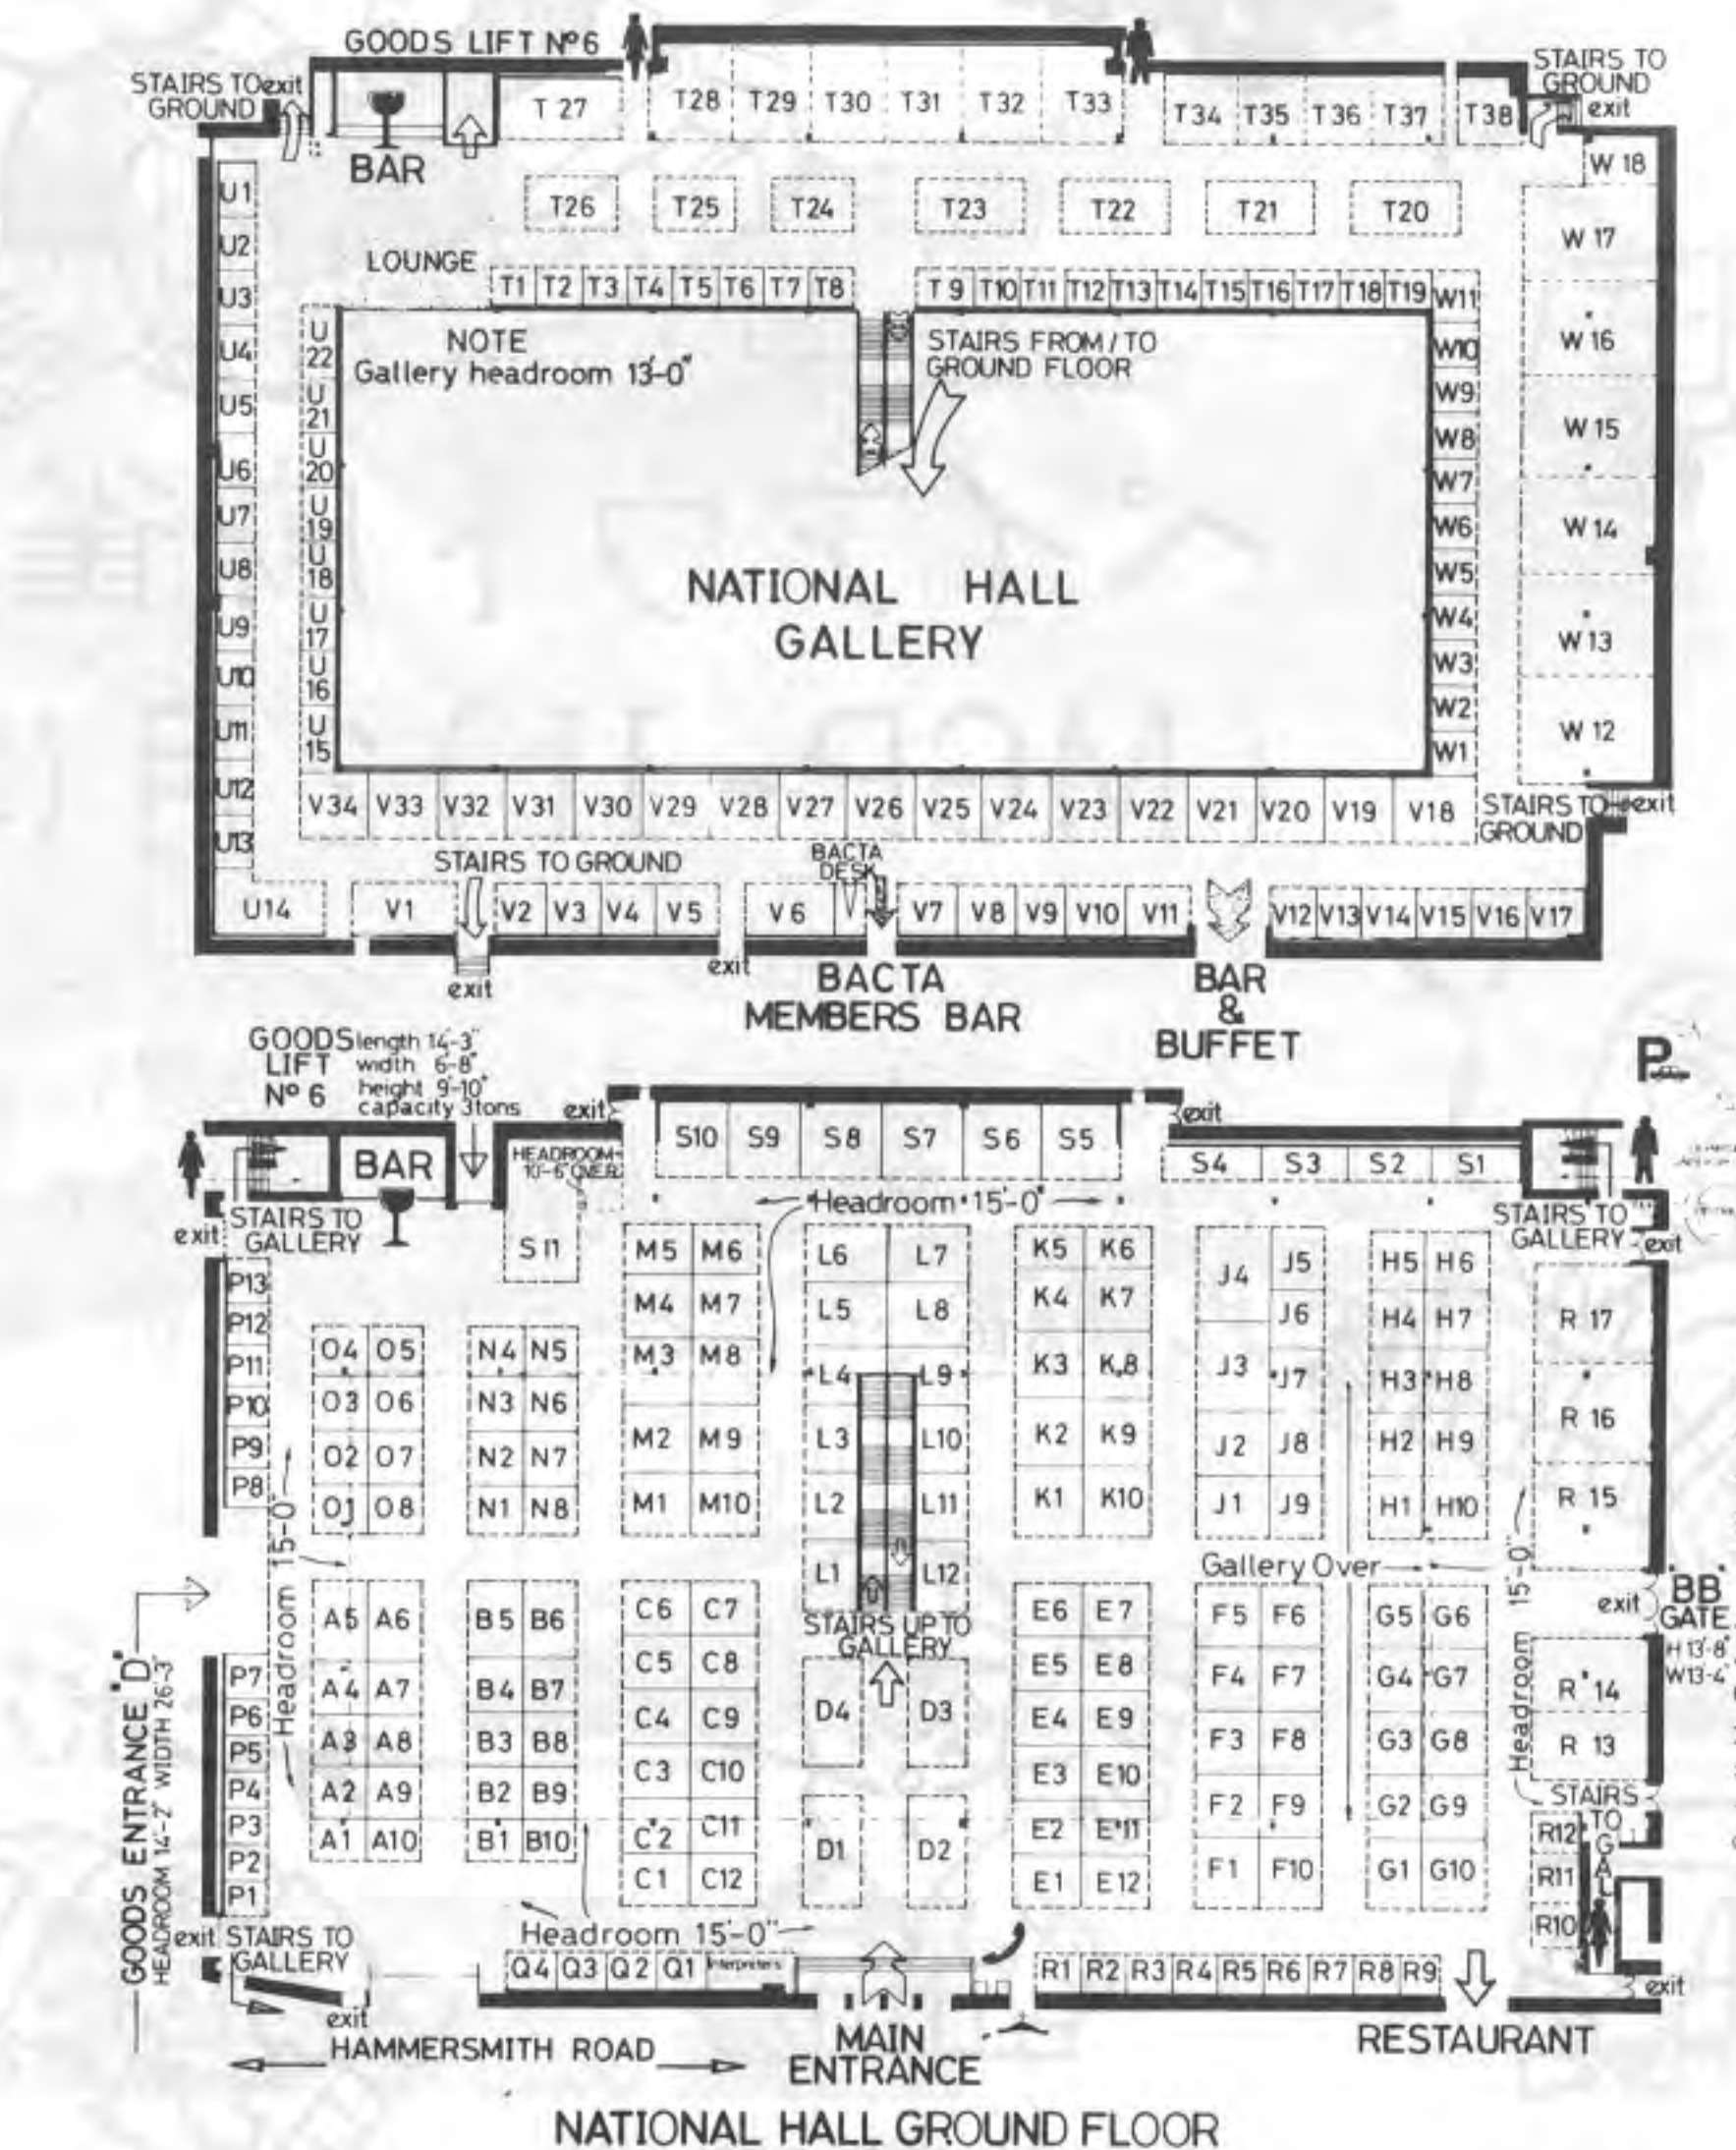 GOODS LIFT Nº6
STAIRS TO exit
GROUND
STAIRS TO
GROUND
exit
T27 T28 T29 T30 T31 T32 T33 T34 T35 T36 T37 T38
BAR
W 18
U1
U2
U3
U4
U5
U6
U7
U8
U9
U10
U11
U12
U13
U14
T26 T25 T24 T23 T22 T21 T20
LOUNGE
T1 T2 T3 T4 T5 T6 T7 T8 T9 T10 T11 T12 T13 T14 T15 T16 T17 T18 T19
U 22
U 21
U 20
U 19
U 18
U 17
U 16
U 15
NOTE
Gallery headroom 13'-0"
STAIRS FROM / TO
GROUND FLOOR
NATIONAL HALL
GALLERY
W11
W10
W9
W8
W7
W6
W5
W4
W3
W2
W1
W 17
W 16
W 15
W 14
W 13
W 12
V34 V33 V32 V31 V30 V29 V28 V27 V26 V25 V24 V23 V22 V21 V20 V19 V18
STAIRS TO exit
GROUND
STAIRS TO GROUND
BACTA
DESK
V1 V2 V3 V4 V5 V6 V7 V8 V9 V10 V11 V12 V13 V14 V15 V16 V17
exit
exit
BACTA
MEMBERS BAR
BAR
&
BUFFET
GOODS
LIFT
Nº 6
length 14'-3"
width 6'-8"
height 9'-10"
capacity 3tons
P
exit
exit
BAR
HEADROOM
10'-6" OVER
S10 S9 S8 S7 S6 S5
S4 S3 S2 S1
Headroom 15'-0"
exit
STAIRS TO
GALLERY
S11
STAIRS TO
GALLERY
exit
P13
P12
P11
P10
P9
P8
O4 O5
O3 O6
O2 O7
O1 O8
N4 N5
N3 N6
N2 N7
N1 N8
M5 M6
M4 M7
M3 M8
M2 M9
M1 M10
L6 L7
L5 L8
L4 L9
L3 L10
L2 L11
L1 L12
K5 K6
K4 K7
K3 K8
K2 K9
K1 K10
J4 J5
J6
J3 J7
J2 J8
J1 J9
H5 H6
H4 H7
H3 H8
H2 H9
H1 H10
R 17
R 16
R 15
Headroom 15'-0"
Gallery Over
Headroom 15'-0"
exit
"BB"
GATE
H 13'-8"
W13'-4
GOODS ENTRANCE "D"
HEADROOM 14'-2" WIDTH 26'-3"
P7
P6
P5
P4
P3
P2
P1
A5 A6
A4 A7
A3 A8
A2 A9
A1 A10
B5 B6
B4 B7
B3 B8
B2 B9
B1 B10
C6 C7
C5 C8
C4 C9
C3 C10
C2 C11
C1 C12
STAIRS UP TO
GALLERY
D4 D3
D1 D2
E6 E7
E5 E8
E4 E9
E3 E10
E2 E11
E1 E12
F5 F6
F4 F7
F3 F8
F2 F9
F1 F10
G5 G6
G4 G7
G3 G8
G2 G9
G1 G10
R 14
R 13
STAIRS
TO
GAL
R12
R11
R10
exit
STAIRS TO
GALLERY
exit
Headroom 15'-0"
Q4 Q3 Q2 Q1 Interpreters
R1 R2 R3 R4 R5 R6 R7 R8 R9
exit
HAMMERSMITH ROAD
MAIN
ENTRANCE
RESTAURANT
NATIONAL HALL GROUND FLOOR